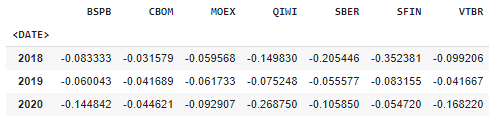 BSPB CBOM MOEX QIWI SBER SFIN VTBR
<DATE>
2018 -0.083333 -0.031579 -0.059568 -0.149830 -0.205446 -0.352381 -0.099206
2019 -0.060043 -0.041689 -0.061733 -0.075248 -0.055577 -0.083155 -0.041667
2020 -0.144842 -0.044621 -0.092907 -0.268750 -0.105850 -0.054720 -0.168220